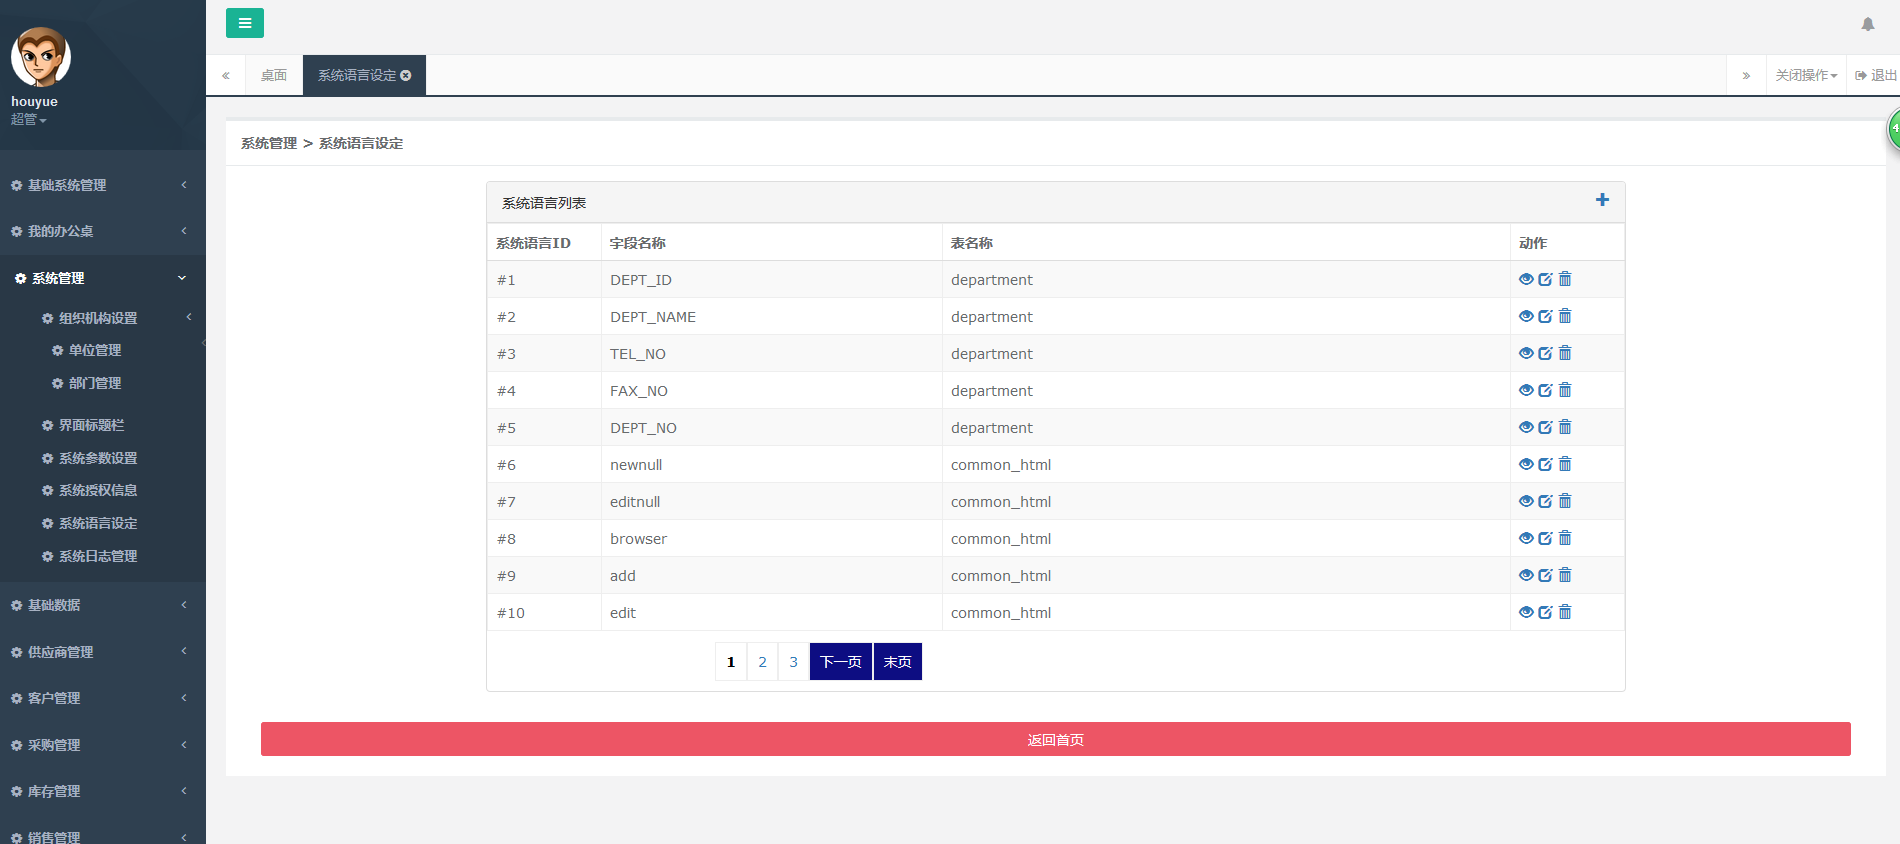 houyue
超管
基础系统管理
我的办公桌
系统管理
组织机构设置
单位管理
部门管理
界面标题栏
系统参数设置
系统授权信息
系统语言设定
系统日志管理
基础数据
供应商管理
客户管理
采购管理
库存管理
销售管理
桌面 系统语言设定 关闭操作 退出
系统管理 > 系统语言设定
系统语言列表
系统语言ID 字段名称 表名称 动作
#1 DEPT_ID department
#2 DEPT_NAME department
#3 TEL_NO department
#4 FAX_NO department
#5 DEPT_NO department
#6 newnull common_html
#7 editnull common_html
#8 browser common_html
#9 add common_html
#10 edit common_html
1 2 3 下一页 末页
返回首页